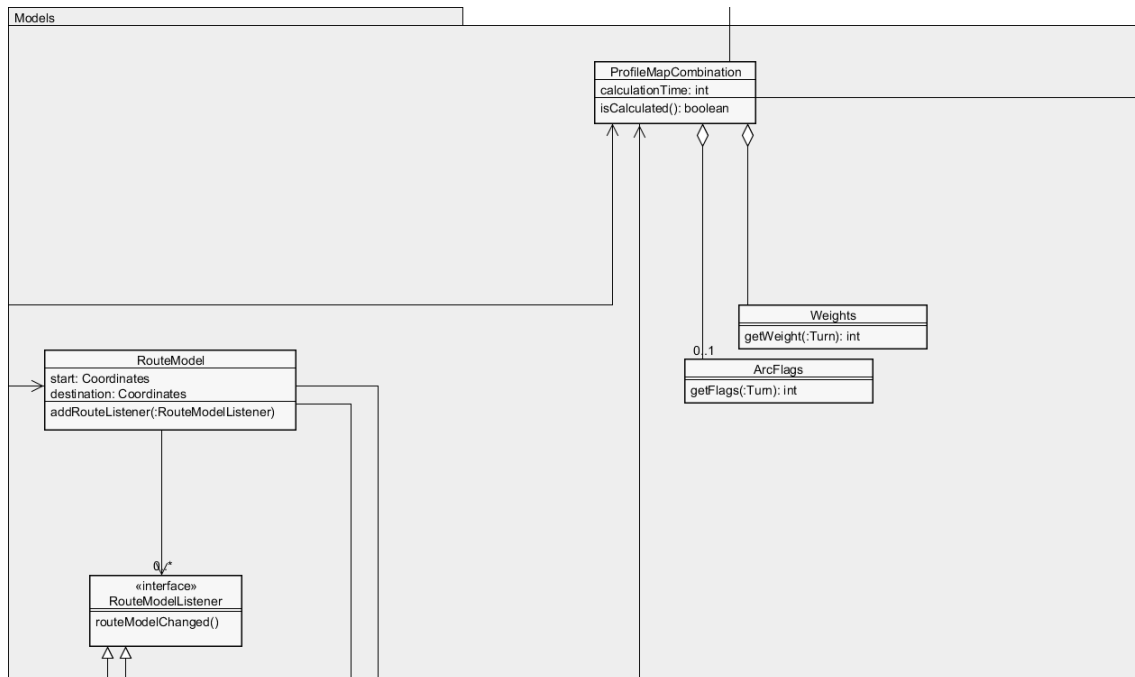 Models
ProfileMapCombination
calculationTime: int
isCalculated(): boolean
Weights
getWeight(:Turn): int
0..1
ArcFlags
getFlags(:Turn): int
RouteModel
start: Coordinates
destination: Coordinates
addRouteListener(:RouteModelListener)
0..*
«interface»
RouteModelListener
routeModelChanged()